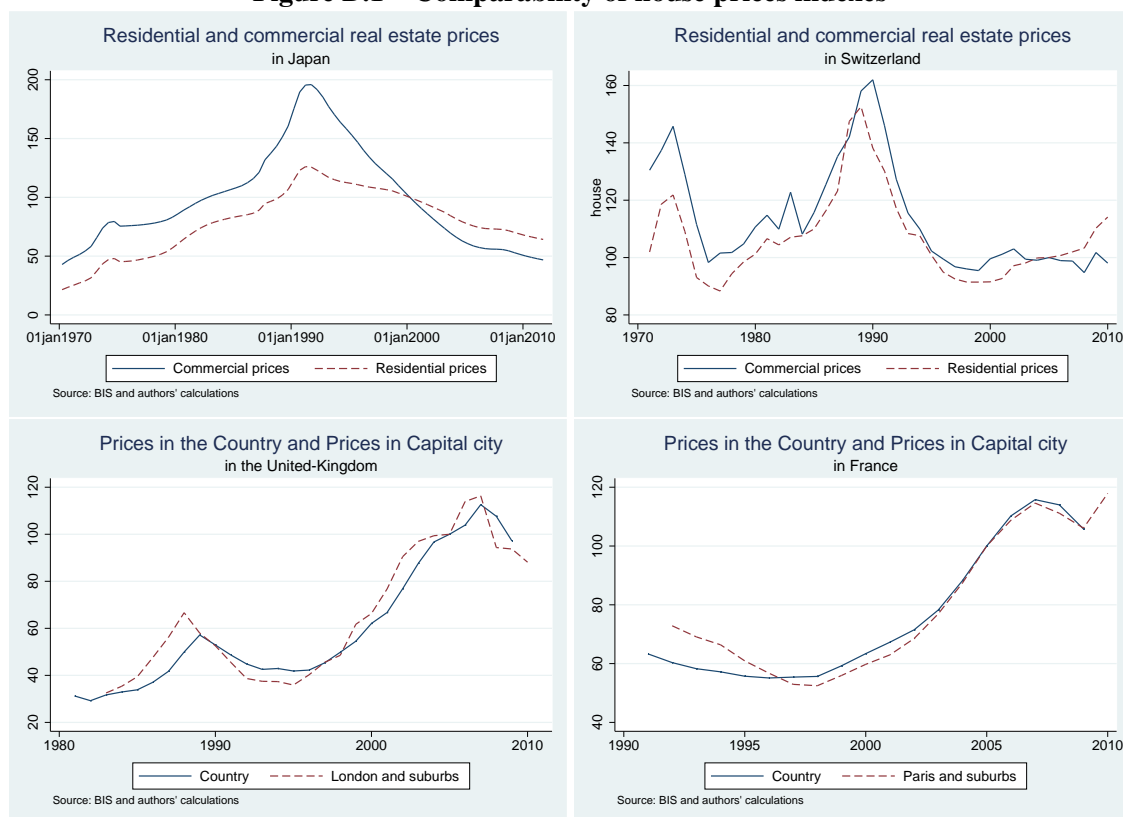 Figure B.1 – Comparability of house prices indexes
Residential and commercial real estate prices
in Japan
200
150
100
50
0
01jan1970 01jan1980 01jan1990 01jan2000 01jan2010
Commercial prices Residential prices
Source: BIS and authors' calculations
Residential and commercial real estate prices
in Switzerland
house
160
140
120
100
80
1970 1980 1990 2000 2010
Commercial prices Residential prices
Source: BIS and authors' calculations
Prices in the Country and Prices in Capital city
in the United-Kingdom
120
100
80
60
40
20
1980 1990 2000 2010
Country London and suburbs
Source: BIS and authors' calculations
Prices in the Country and Prices in Capital city
in France
120
100
80
60
40
1990 1995 2000 2005 2010
Country Paris and suburbs
Source: BIS and authors' calculations